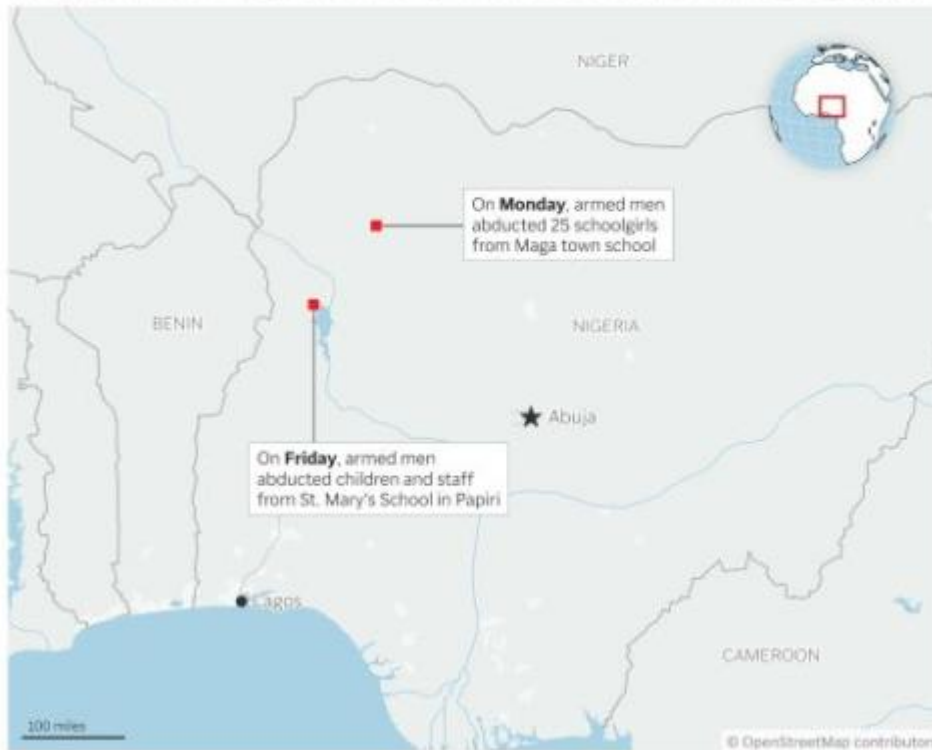 NIGER
On Monday, armed men
abducted 25 schoolgirls
from Maga town school
BENIN
NIGERIA
Abuja
On Friday, armed men
abducted children and staff
from St. Mary's School in Papiri
Lagos
CAMEROON
100 miles
© OpenStreetMap contributors